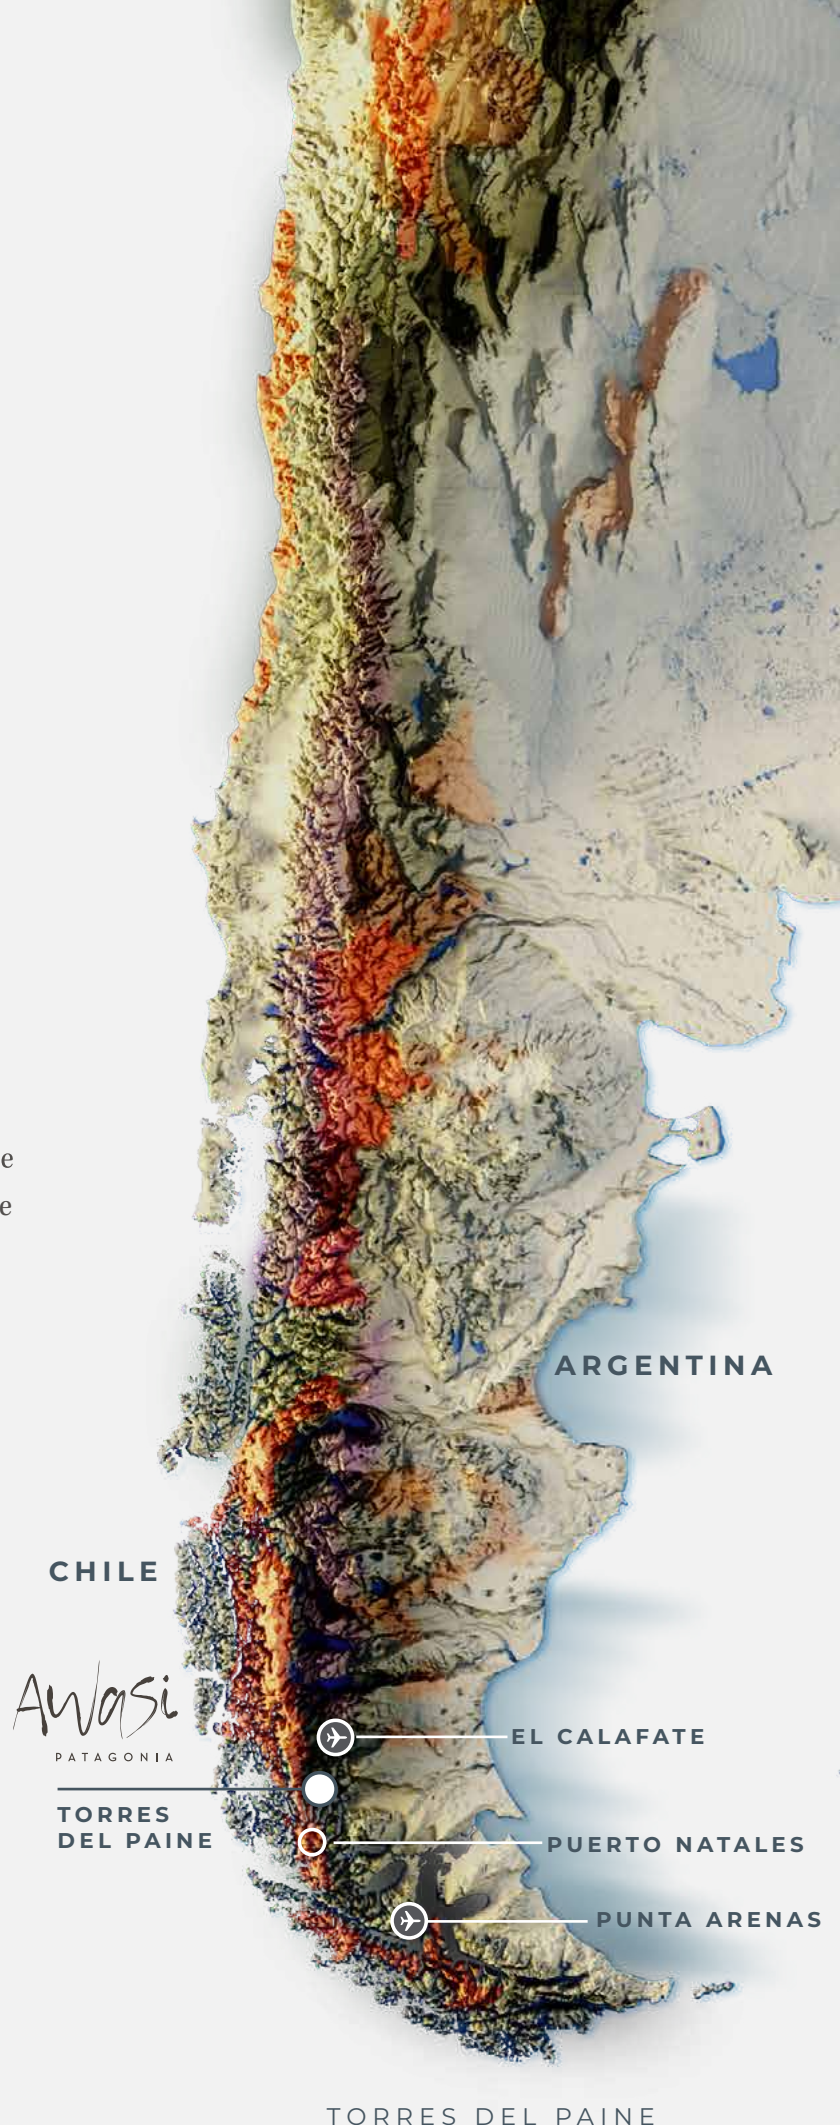 e
e
ARGENTINA
CHILE
AWasi
PATAGONIA
EL CALAFATE
TORRES
DEL PAINE
PUERTO NATALES
PUNTA ARENAS
TORRES DEL PAINE